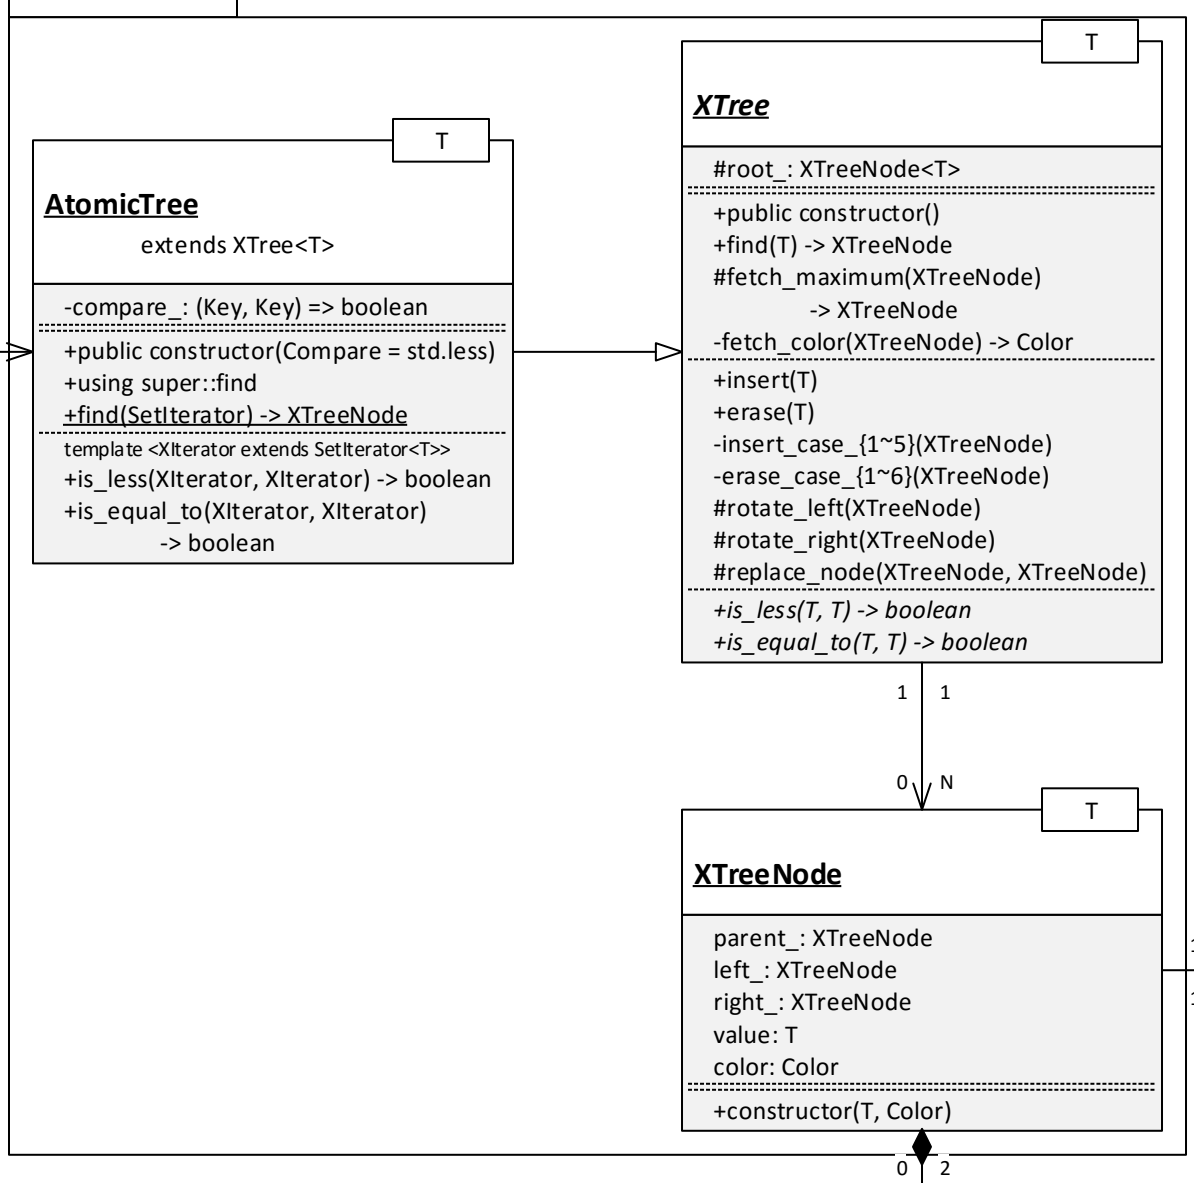 T
AtomicTree
extends XTree<T>
-compare_: (Key, Key) => boolean
+public constructor(Compare = std.less)
+using super::find
+find(SetIterator) -> XTreeNode
template <XIterator extends SetIterator<T>>
+is_less(XIterator, XIterator) -> boolean
+is_equal_to(XIterator, XIterator)
-> boolean
T
XTree
#root_: XTreeNode<T>
+public constructor()
+find(T) -> XTreeNode
#fetch_maximum(XTreeNode)
-> XTreeNode
-fetch_color(XTreeNode) -> Color
+insert(T)
+erase(T)
-insert_case_{1~5}(XTreeNode)
-erase_case_{1~6}(XTreeNode)
#rotate_left(XTreeNode)
#rotate_right(XTreeNode)
#replace_node(XTreeNode, XTreeNode)
+is_less(T, T) -> boolean
+is_equal_to(T, T) -> boolean
1 1
0 N
T
XTreeNode
parent_: XTreeNode
left_: XTreeNode
right_: XTreeNode
value: T
color: Color
+constructor(T, Color)
0 2